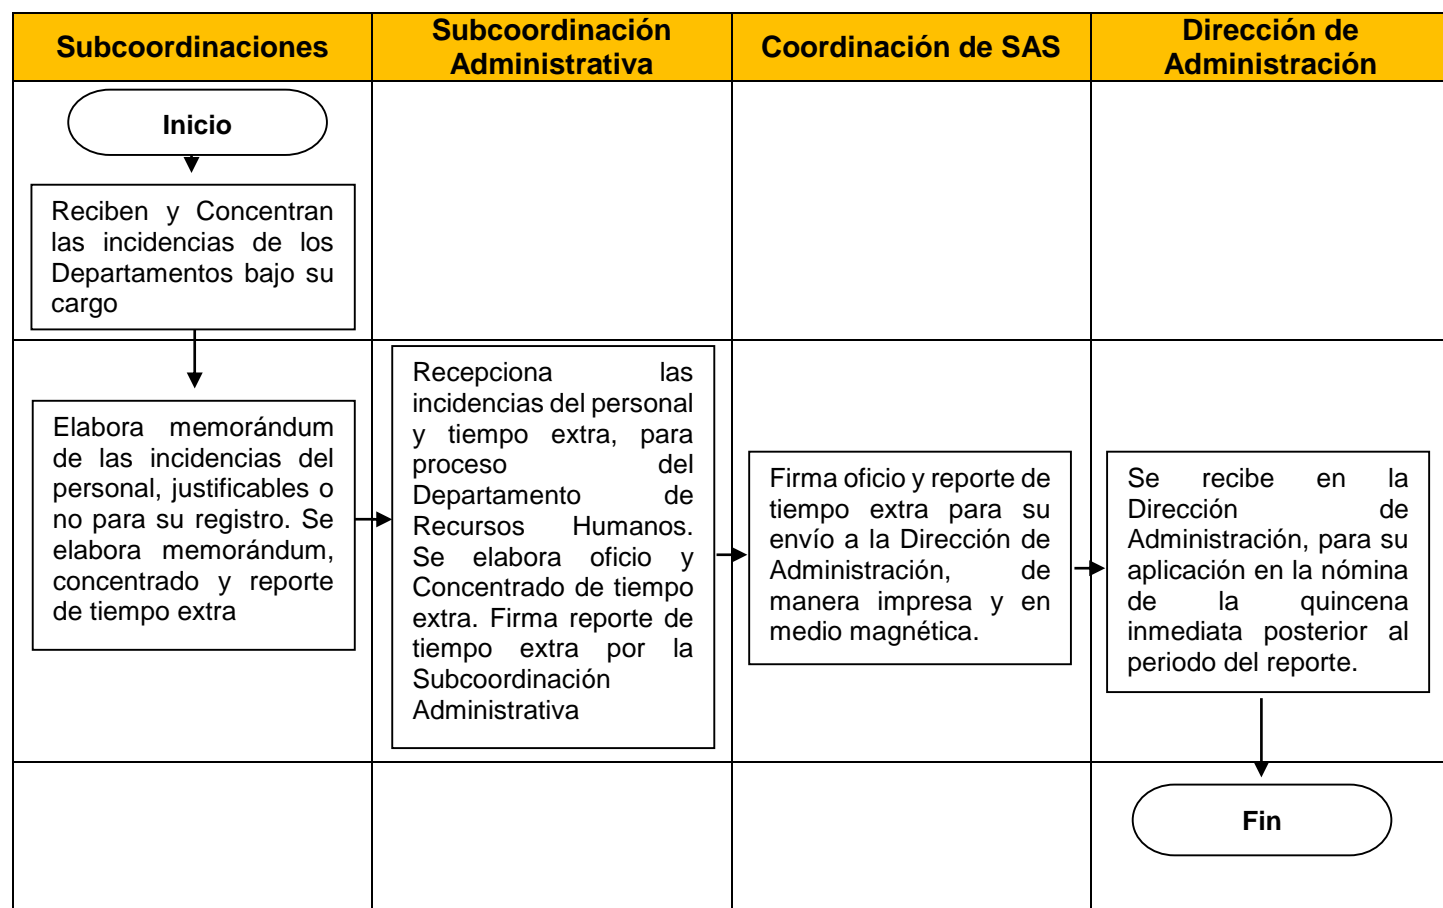 Subcoordinaciones
Subcoordinación
Administrativa
Coordinación de SAS
Dirección de
Administración
Inicio
Reciben y Concentran
las incidencias de los
Departamentos bajo su
cargo
Elabora memorándum
de las incidencias del
personal, justificables o
no para su registro. Se
elabora memorándum,
concentrado y reporte
de tiempo extra
Recepciona las
incidencias del personal
y tiempo extra, para
proceso del
Departamento de
Recursos Humanos.
Se elabora oficio y
Concentrado de tiempo
extra. Firma reporte de
tiempo extra por la
Subcoordinación
Administrativa
Firma oficio y reporte de
tiempo extra para su
envío a la Dirección de
Administración, de
manera impresa y en
medio magnética.
Se recibe en la
Dirección de
Administración, para su
aplicación en la nómina
de la quincena
inmediata posterior al
periodo del reporte.
Fin